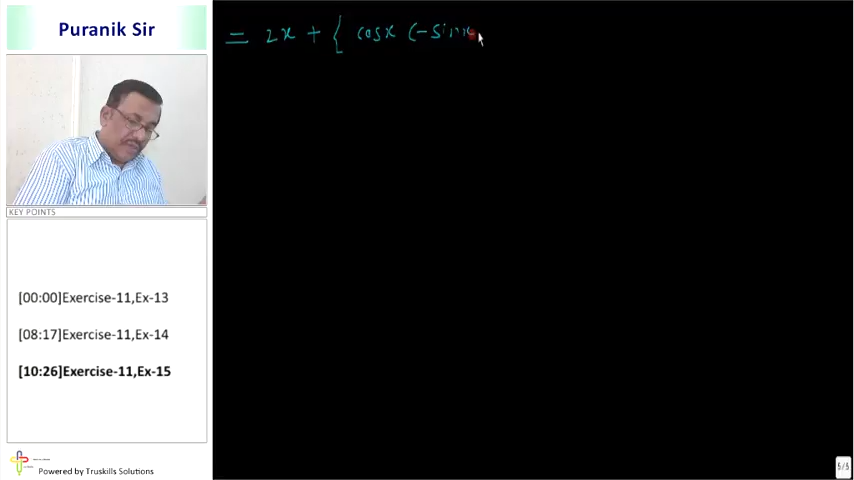 Puranik Sir
= 2x + { cosx (-sinx
KEY POINTS
[00:00]Exercise-11,Ex-13
[08:17]Exercise-11,Ex-14
[10:26]Exercise-11,Ex-15
Powered by Truskills Solutions
5/5